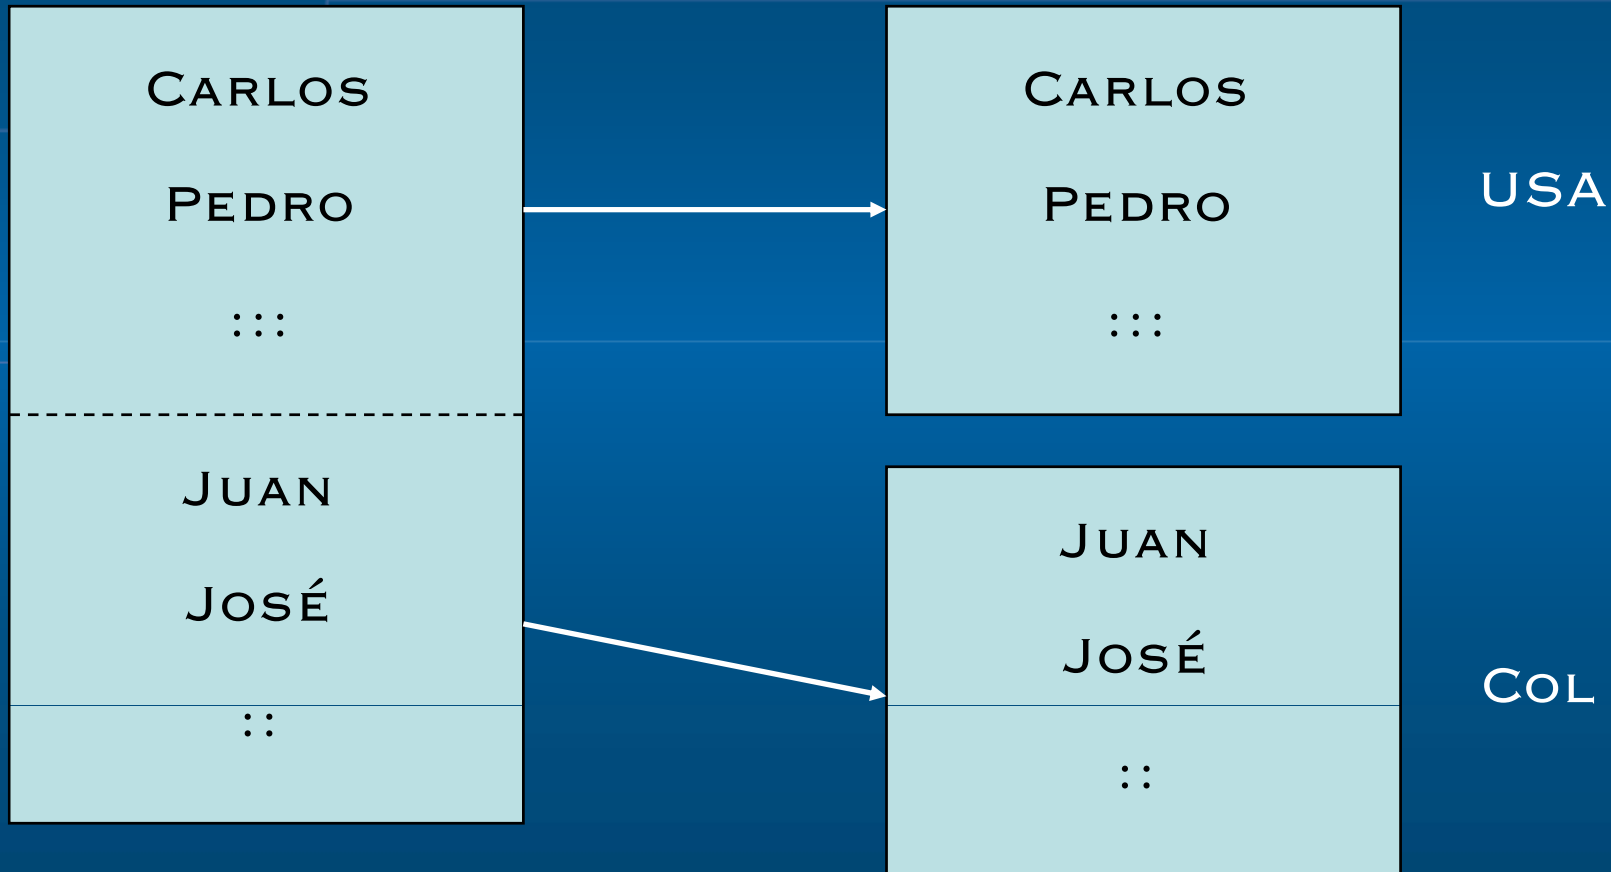 Carlos
Pedro
:::
Juan
José
::
Carlos
Pedro
:::
USA
Juan
José
::
Col